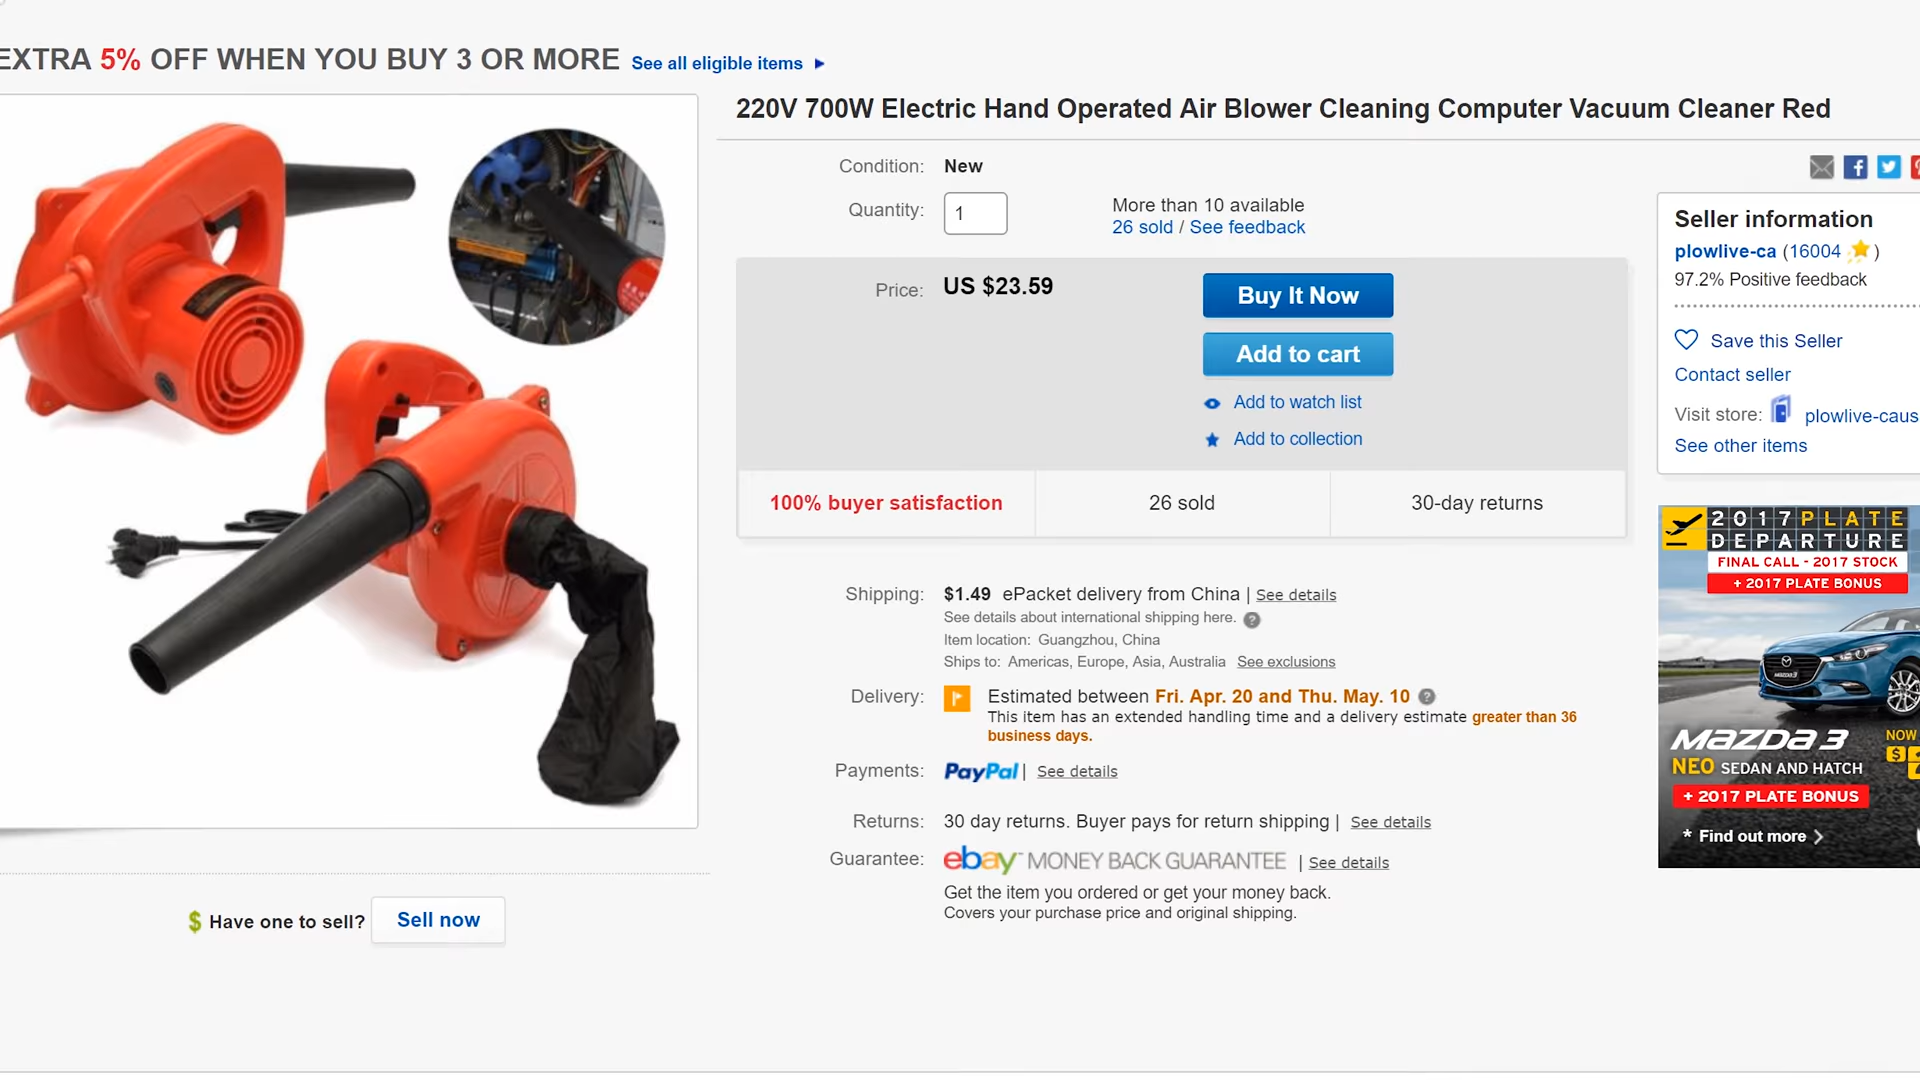 EXTRA 5% OFF WHEN YOU BUY 3 OR MORE See all eligible items
220V 700W Electric Hand Operated Air Blower Cleaning Computer Vacuum Cleaner Red
Condition: New
Quantity: 1
More than 10 available
26 sold / See feedback
Price: US $23.59
Buy It Now
Add to cart
Add to watch list
Add to collection
100% buyer satisfaction
26 sold
30-day returns
Shipping: $1.49 ePacket delivery from China | See details
See details about international shipping here.
Item location: Guangzhou, China
Ships to: Americas, Europe, Asia, Australia See exclusions
Delivery: Estimated between Fri. Apr. 20 and Thu. May. 10
This item has an extended handling time and a delivery estimate greater than 36
business days.
Payments: PayPal | See details
Returns: 30 day returns. Buyer pays for return shipping | See details
Guarantee: ebay MONEY BACK GUARANTEE | See details
Get the item you ordered or get your money back.
Covers your purchase price and original shipping.
Have one to sell? Sell now
Seller information
plowlive-ca (16004)
97.2% Positive feedback
Save this Seller
Contact seller
Visit store: plowlive-caus
See other items
2017 PLATE
DEPARTURE
FINAL CALL - 2017 STOCK
+ 2017 PLATE BONUS
MAZDA 3
NEO SEDAN AND HATCH
NOW
$
+ 2017 PLATE BONUS
* Find out more